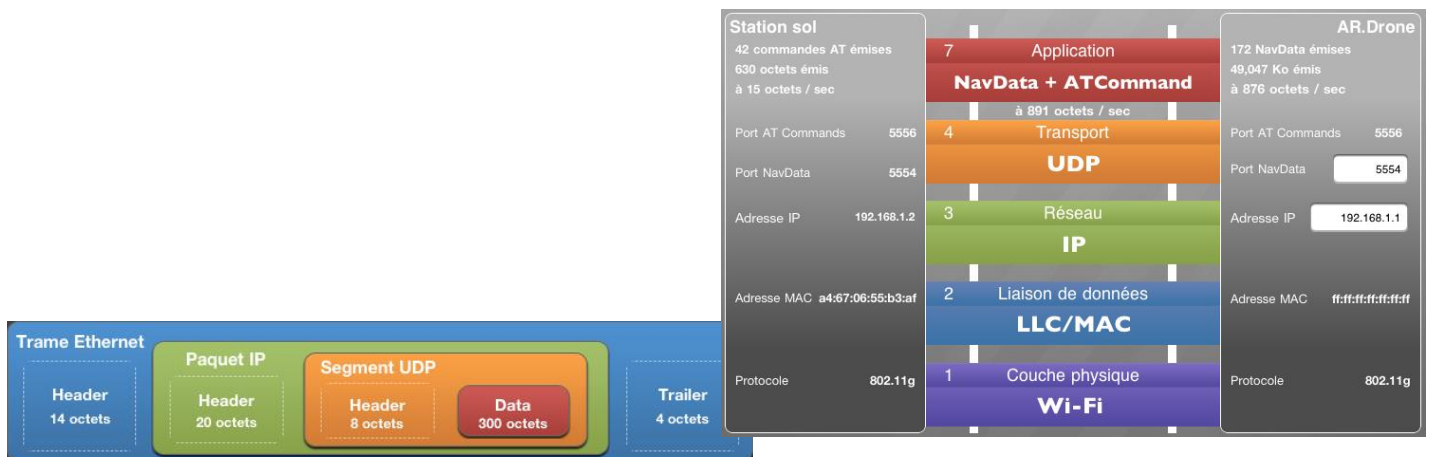 Station sol
42 commandes AT émises
630 octets émis
à 15 octets / sec
Port AT Commands 5556
Port NavData 5554
Adresse IP 192.168.1.2
Adresse MAC a4:67:06:55:b3:af
Protocole 802.11g
7 Application
NavData + ATCommand
à 891 octets / sec
4 Transport
UDP
3 Réseau
IP
2 Liaison de données
LLC/MAC
1 Couche physique
Wi-Fi
AR.Drone
172 NavData émises
49,047 Ko émis
à 876 octets / sec
Port AT Commands 5556
Port NavData 5554
Adresse IP 192.168.1.1
Adresse MAC ff:ff:ff:ff:ff:ff:ff
Protocole 802.11g
Trame Ethernet
Header
14 octets
Paquet IP
Header
20 octets
Segment UDP
Header
8 octets
Data
300 octets
Trailer
4 octets